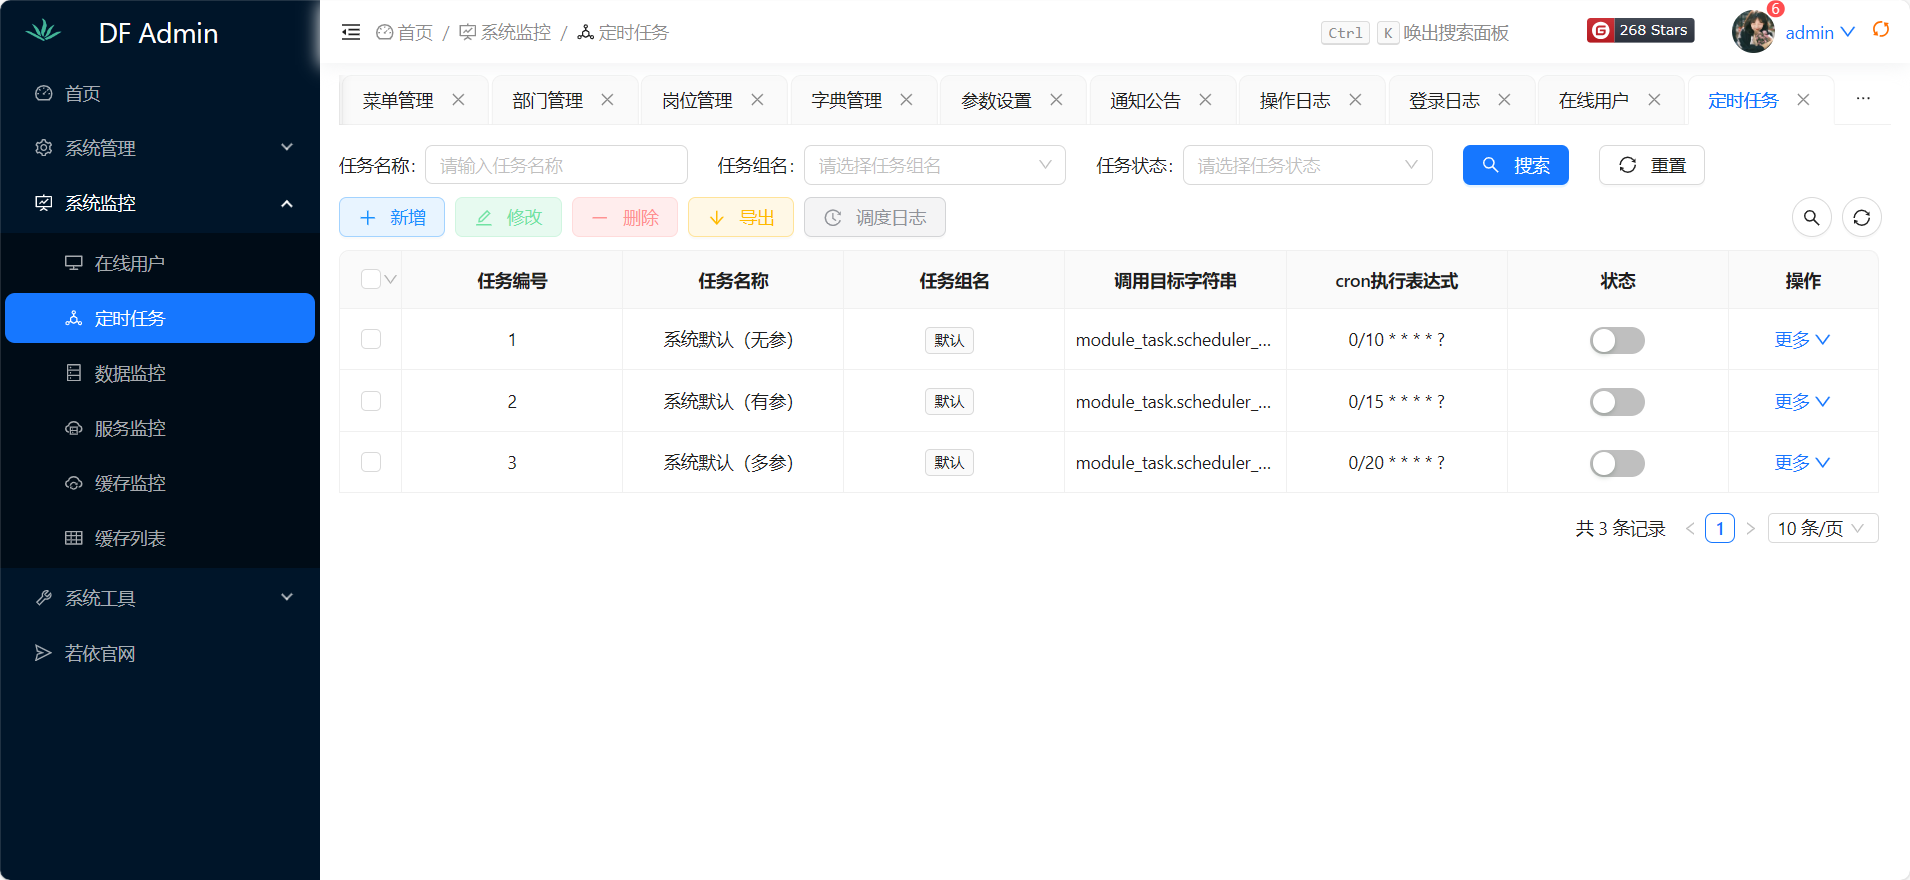 DF Admin
首页
系统管理
系统监控
在线用户
定时任务
数据监控
服务监控
缓存监控
缓存列表
系统工具
若依官网
首页 / 系统监控 / 定时任务
Ctrl K 唤出搜索面板
G 268 Stars
6
admin
菜单管理 部门管理 岗位管理 字典管理 参数设置 通知公告 操作日志 登录日志 在线用户 定时任务 ...
任务名称: 请输入任务名称 任务组名: 请选择任务组名 任务状态: 请选择任务状态 搜索 重置
新增 修改 删除 导出 调度日志
任务编号 任务名称 任务组名 调用目标字符串 cron执行表达式 状态 操作
1 系统默认（无参） 默认 module_task.scheduler_... 0/10 * * * * ? 更多
2 系统默认（有参） 默认 module_task.scheduler_... 0/15 * * * * ? 更多
3 系统默认（多参） 默认 module_task.scheduler_... 0/20 * * * * ? 更多
共 3 条记录 < 1 > 10 条/页